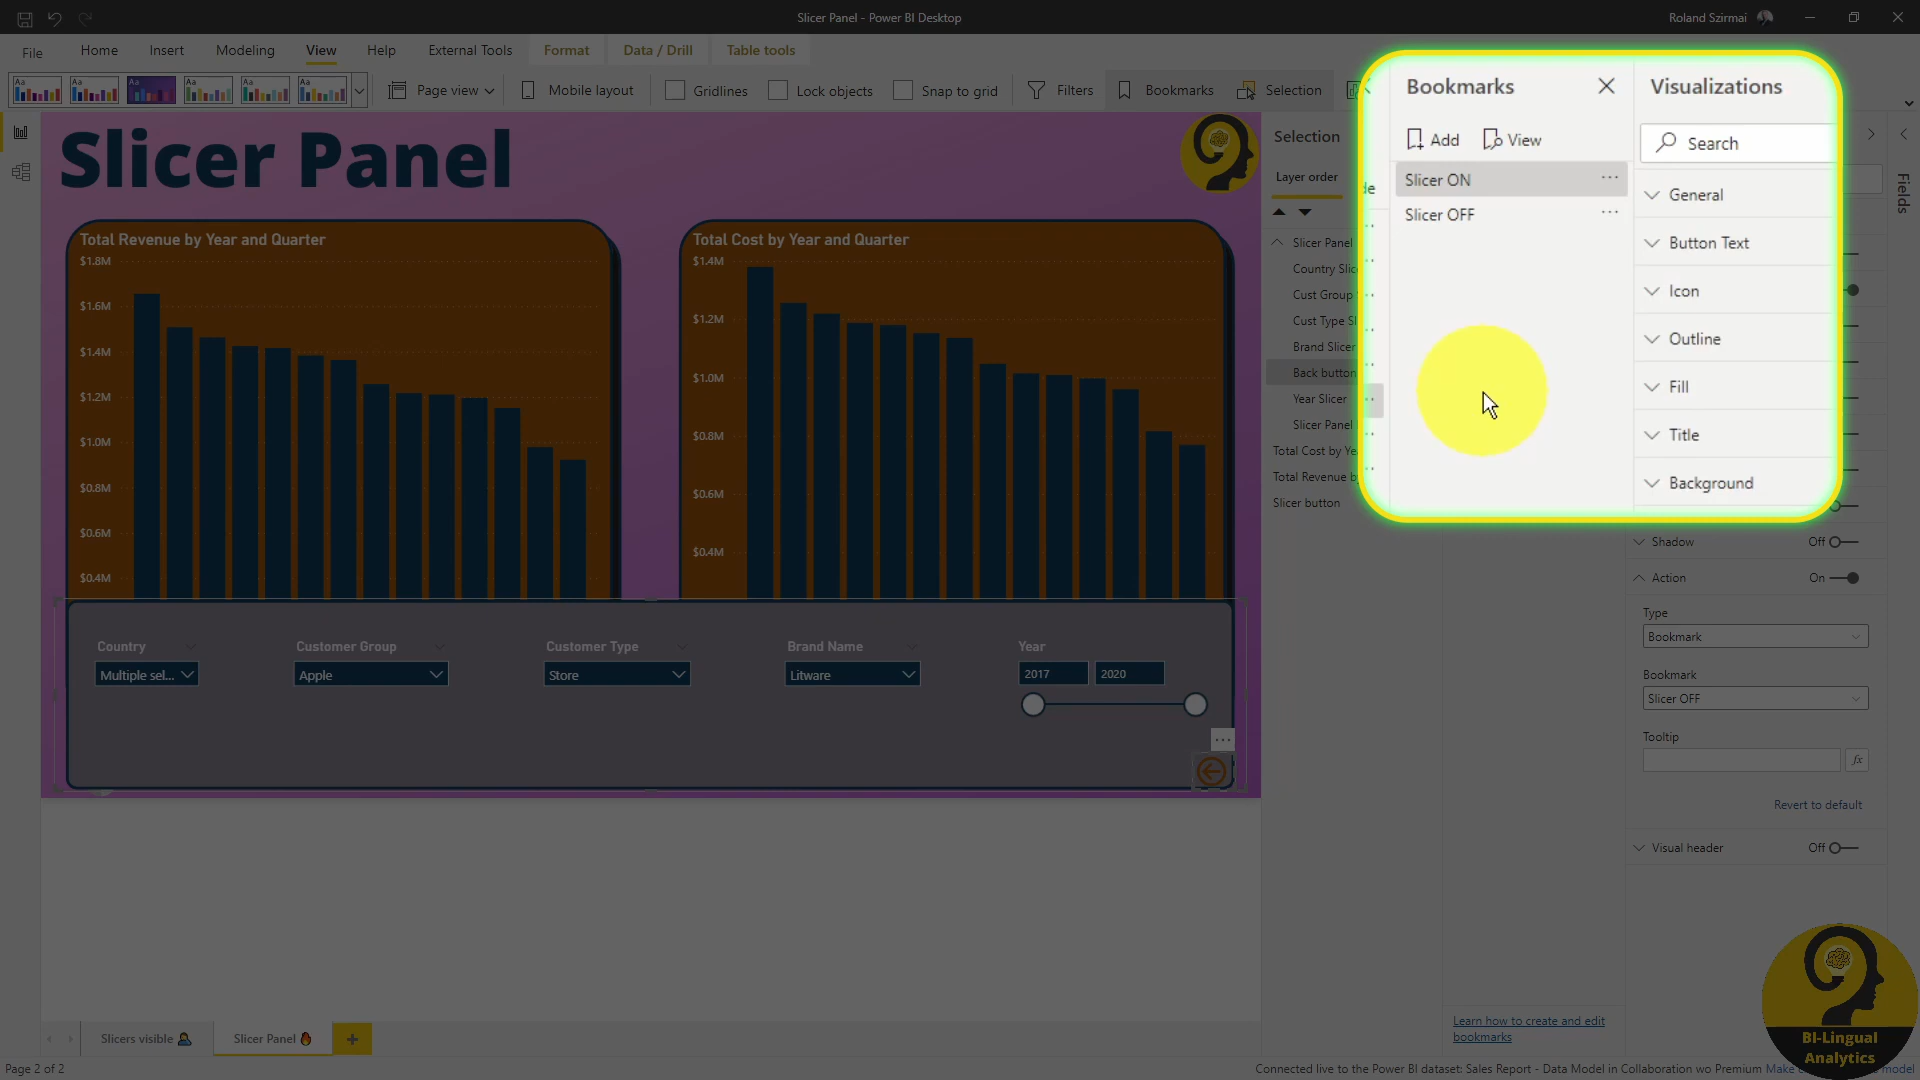 Slicer Panel - Power BI Desktop
Roland Szirmai
File
Home
Insert
Modeling
View
Help
External Tools
Format
Data / Drill
Table tools
Aa
Aa
Aa
Aa
Aa
Aa
Page view
Mobile layout
Gridlines
Lock objects
Snap to grid
Filters
Bookmarks
Selection
Slicer Panel
Total Revenue by Year and Quarter
$1.8M
$1.6M
$1.4M
$1.2M
$1.0M
$0.8M
$0.6M
$0.4M
Total Cost by Year and Quarter
$1.4M
$1.2M
$1.0M
$0.8M
$0.6M
$0.4M
Country
Multiple sel...
Customer Group
Apple
Customer Type
Store
Brand Name
Litware
Year
2017
2020
Selection
Layer order
Slicer Panel
Country Slic
Cust Group
Cust Type Sl
Brand Slicer
Back button
Year Slicer
Slicer Panel
Total Cost by Ye
Total Revenue b
Slicer button
Bookmarks
Add
View
Slicer ON
Slicer OFF
Visualizations
Search
General
Button Text
Icon
Outline
Fill
Title
Background
Shadow
Off
Action
On
Type
Bookmark
Bookmark
Slicer OFF
Tooltip
fx
Revert to default
Visual header
Off
Fields
Learn how to create and edit
bookmarks
BI-Lingual
Analytics
Slicers visible
Slicer Panel
Page 2 of 2
Connected live to the Power BI dataset: Sales Report - Data Model in Collaboration wo Premium